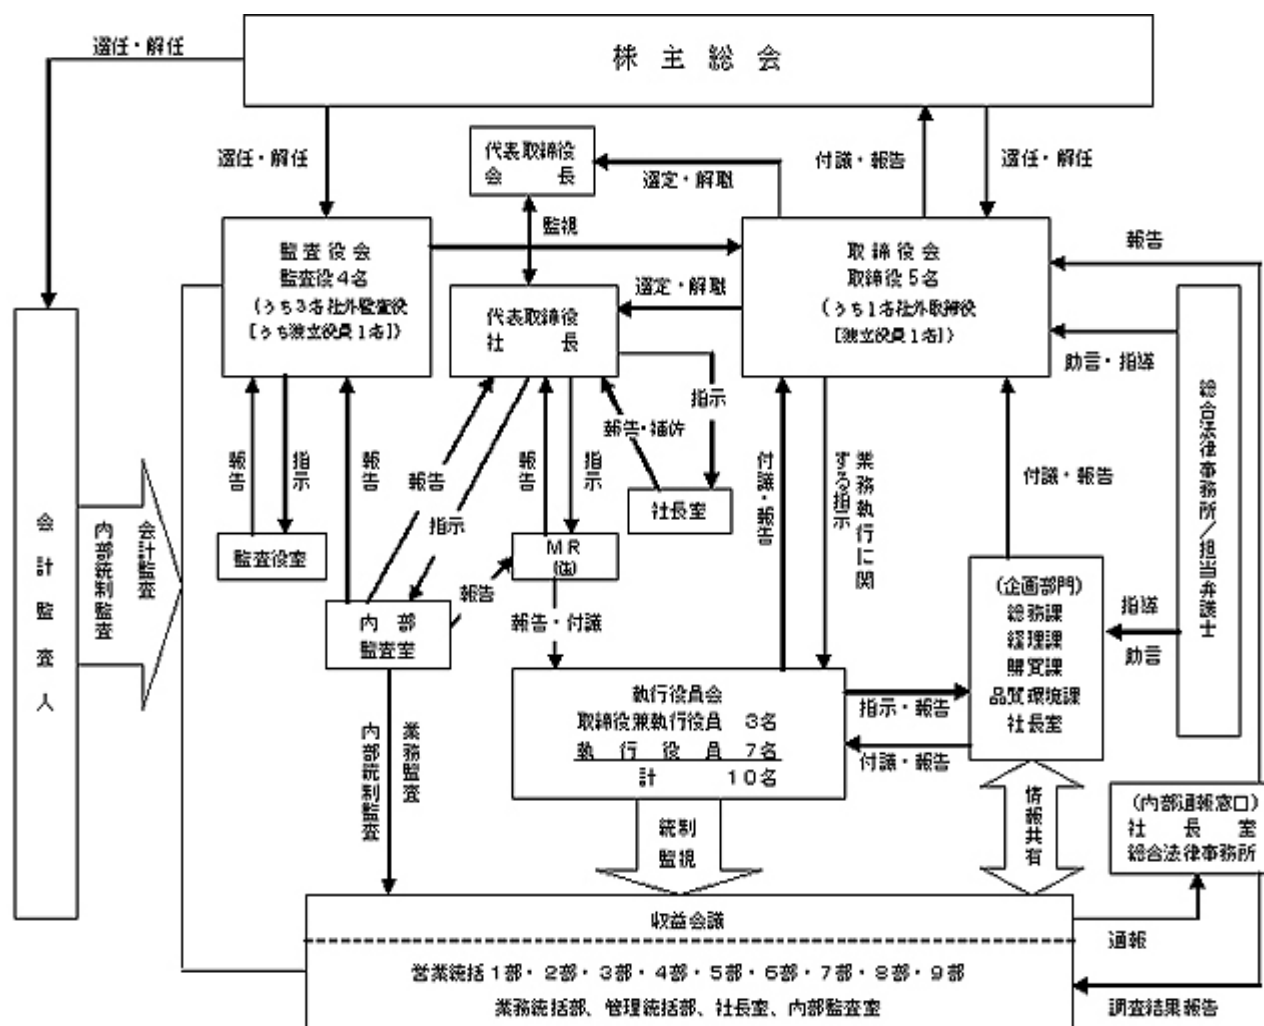 株主総会
選任・解任
選任・解任
付議・報告
選任・解任
代表取締役
会長
選定・解職
監視
監査役会
監査役4名
(うち3名社外監査役
[うち独立役員1名])
取締役会
取締役5名
(うち1名社外取締役
[独立役員1名])
報告
選定・解職
代表取締役
社長
助言・指導
総合法律事務所/担当弁護士
指示
報告・補佐
報告
指示
報告
報告
指示
報告
指示
付議・報告
業務執行に関
する指示
付議・報告
会計監査人
会計監査
内部統制監査
監査役室
社長室
MR
報告
内部
監査室
報告・付議
(企画部門)
総務課
経理課
購買課
品質環境課
社長室
指導
助言
執行役員会
取締役兼執行役員 3名
執行役員 7名
計 10名
指示・報告
付議・報告
業務監査
内部統制監査
統制
監視
情報共有
(内部通報窓口)
社長室
総合法律事務所
収益会議
通報
営業統括1部・2部・3部・4部・5部・6部・7部・8部・9部
業務統括部、管理統括部、社長室、内部監査室
調査結果報告